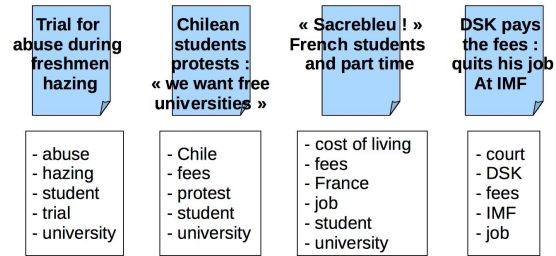 Trial for
abuse during
freshmen
hazing
Chilean
students
protests :
« we want free
universities »
« Sacrebleu ! »
French students
and part time
DSK pays
the fees :
quits his job
At IMF
- abuse
- hazing
- student
- trial
- university
- Chile
- fees
- protest
- student
- university
- cost of living
- fees
- France
- job
- student
- university
- court
- DSK
- fees
- IMF
- job